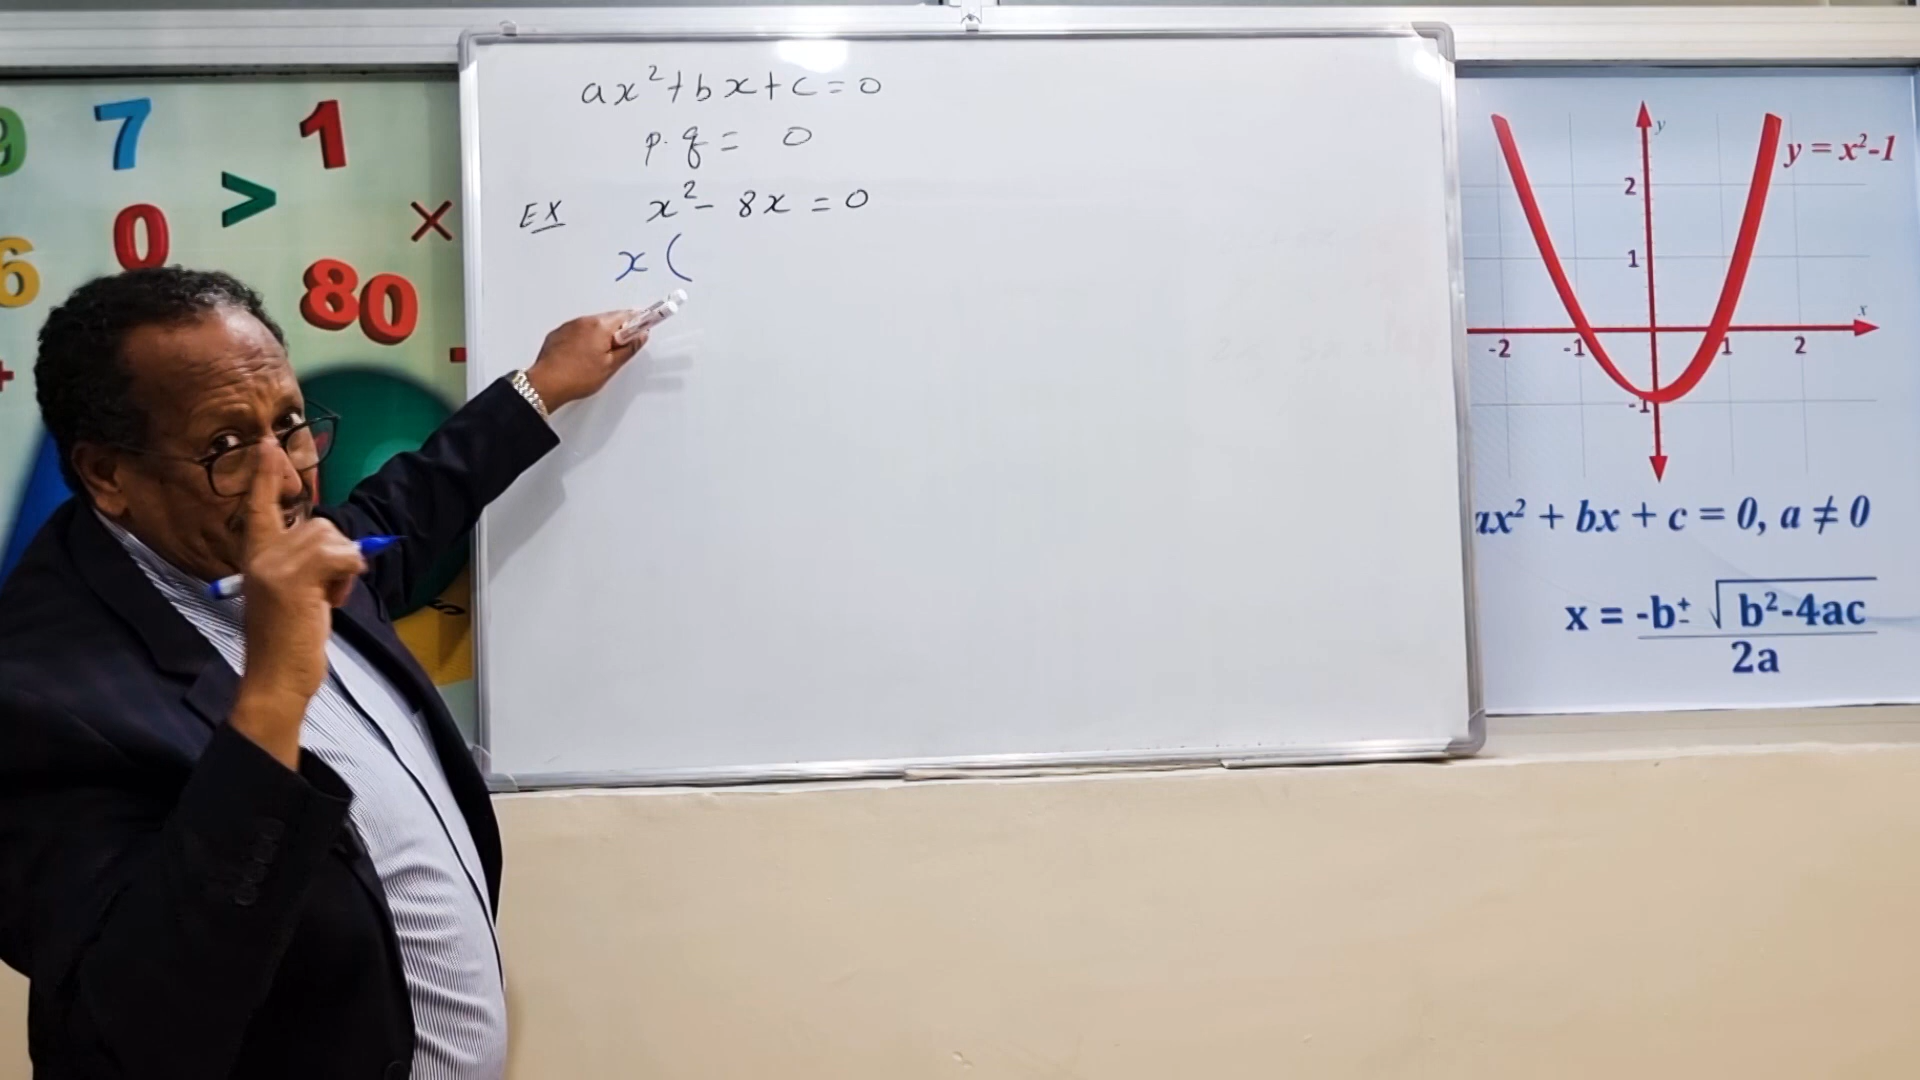 9 7 > 1
6 0 × 80
+ -
ax²+bx+c=0
p.q= 0
EX x²- 8x =0
x(
y
y = x²-1
2
1
x
-2 -1 1 2
-1
ax² + bx + c = 0, a ≠ 0
x = -b± √b²-4ac
2a